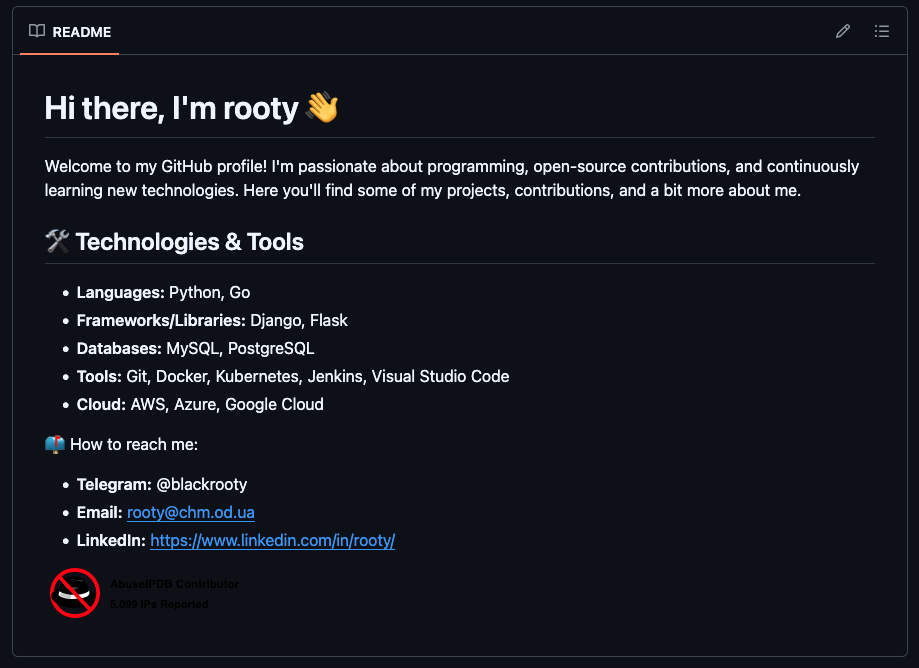 README
Hi there, I'm rooty 👋
Welcome to my GitHub profile! I'm passionate about programming, open-source contributions, and continuously
learning new technologies. Here you'll find some of my projects, contributions, and a bit more about me.
🛠️ Technologies & Tools
• Languages: Python, Go
• Frameworks/Libraries: Django, Flask
• Databases: MySQL, PostgreSQL
• Tools: Git, Docker, Kubernetes, Jenkins, Visual Studio Code
• Cloud: AWS, Azure, Google Cloud
📫 How to reach me:
• Telegram: @blackrooty
• Email: rooty@chm.od.ua
• LinkedIn: https://www.linkedin.com/in/rooty/
AbuseIPDB Contributor
5,099 IPs Reported